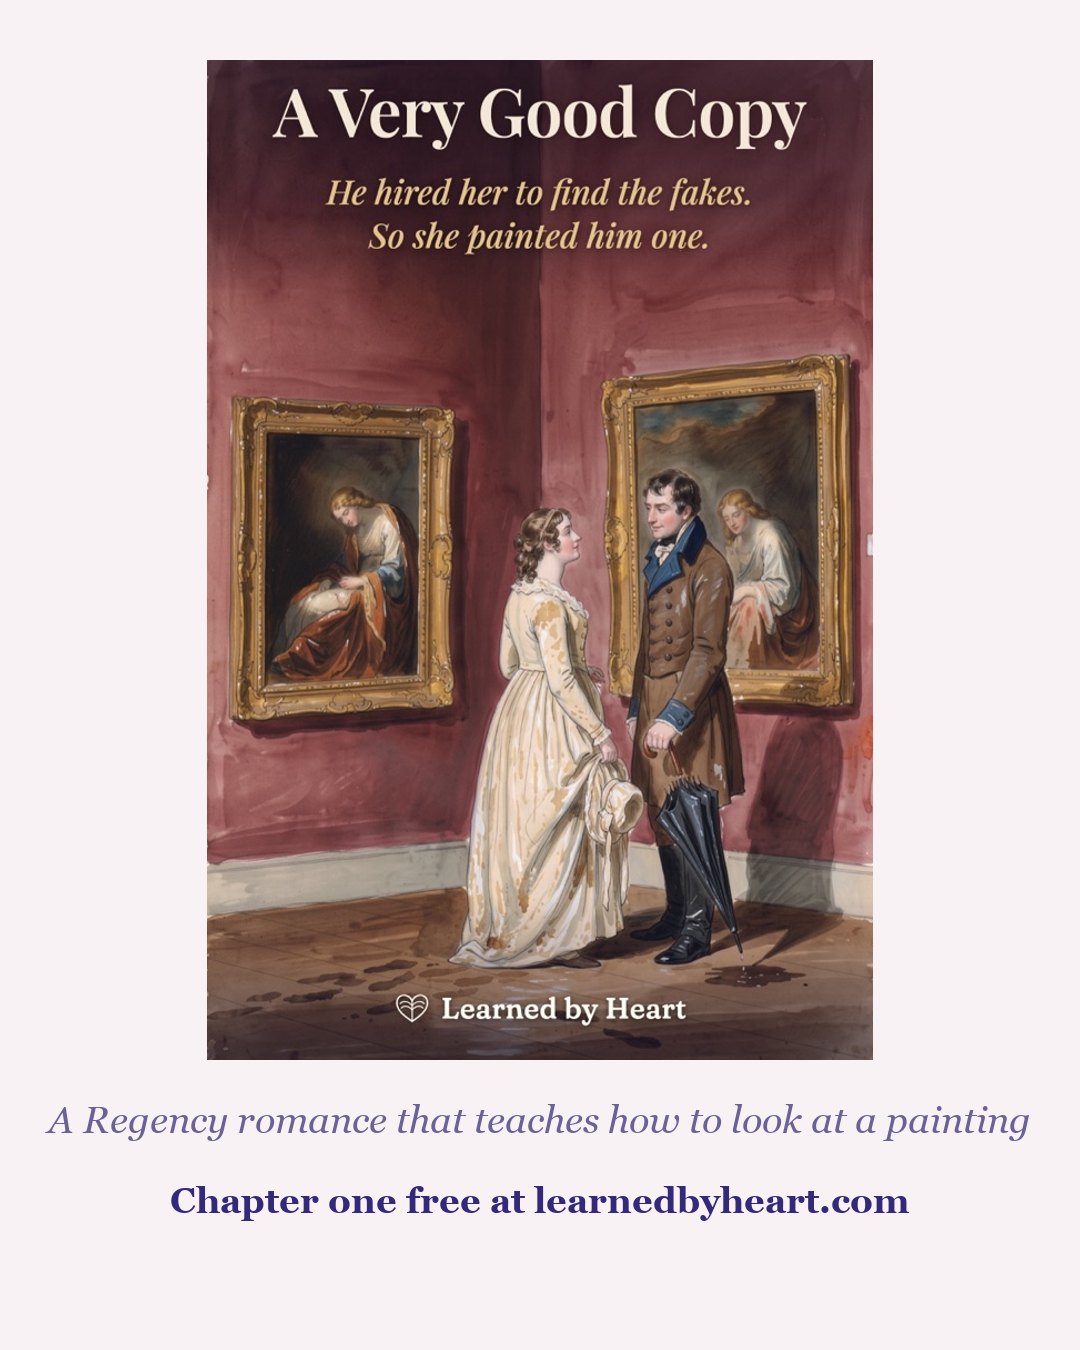 A Very Good Copy
He hired her to find the fakes.
So she painted him one.
Learned by Heart
A Regency romance that teaches how to look at a painting
Chapter one free at learnedbyheart.com